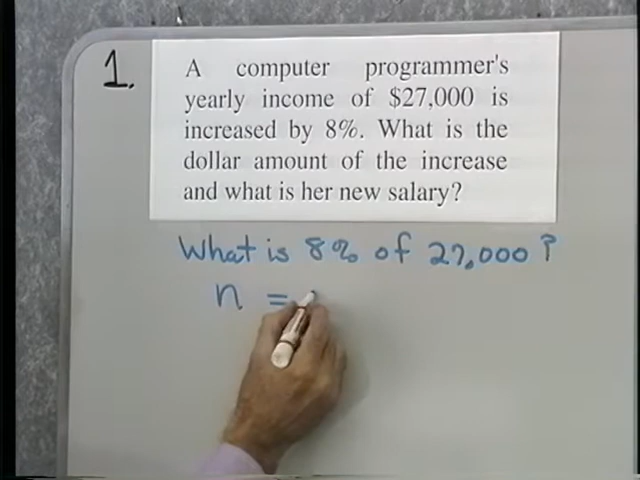 1.
A computer programmer's
yearly income of $27,000 is
increased by 8%. What is the
dollar amount of the increase
and what is her new salary?
What is 8% of 27,000?
n =